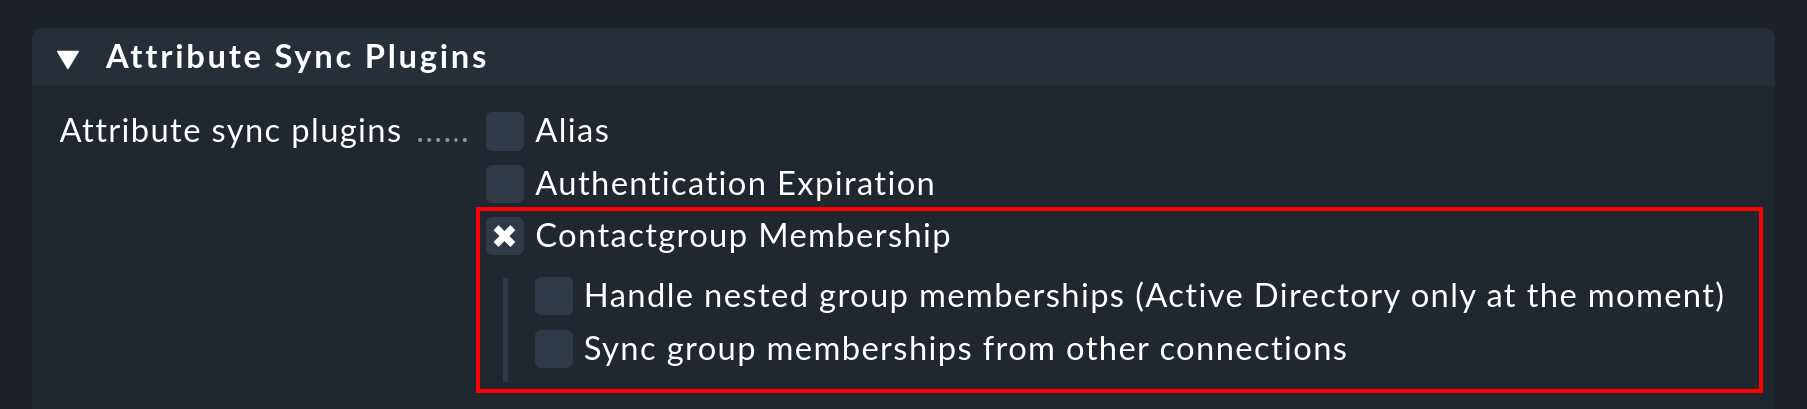 Attribute Sync Plugins
Attribute sync plugins ...... Alias
Authentication Expiration
Contactgroup Membership
Handle nested group memberships (Active Directory only at the moment)
Sync group memberships from other connections